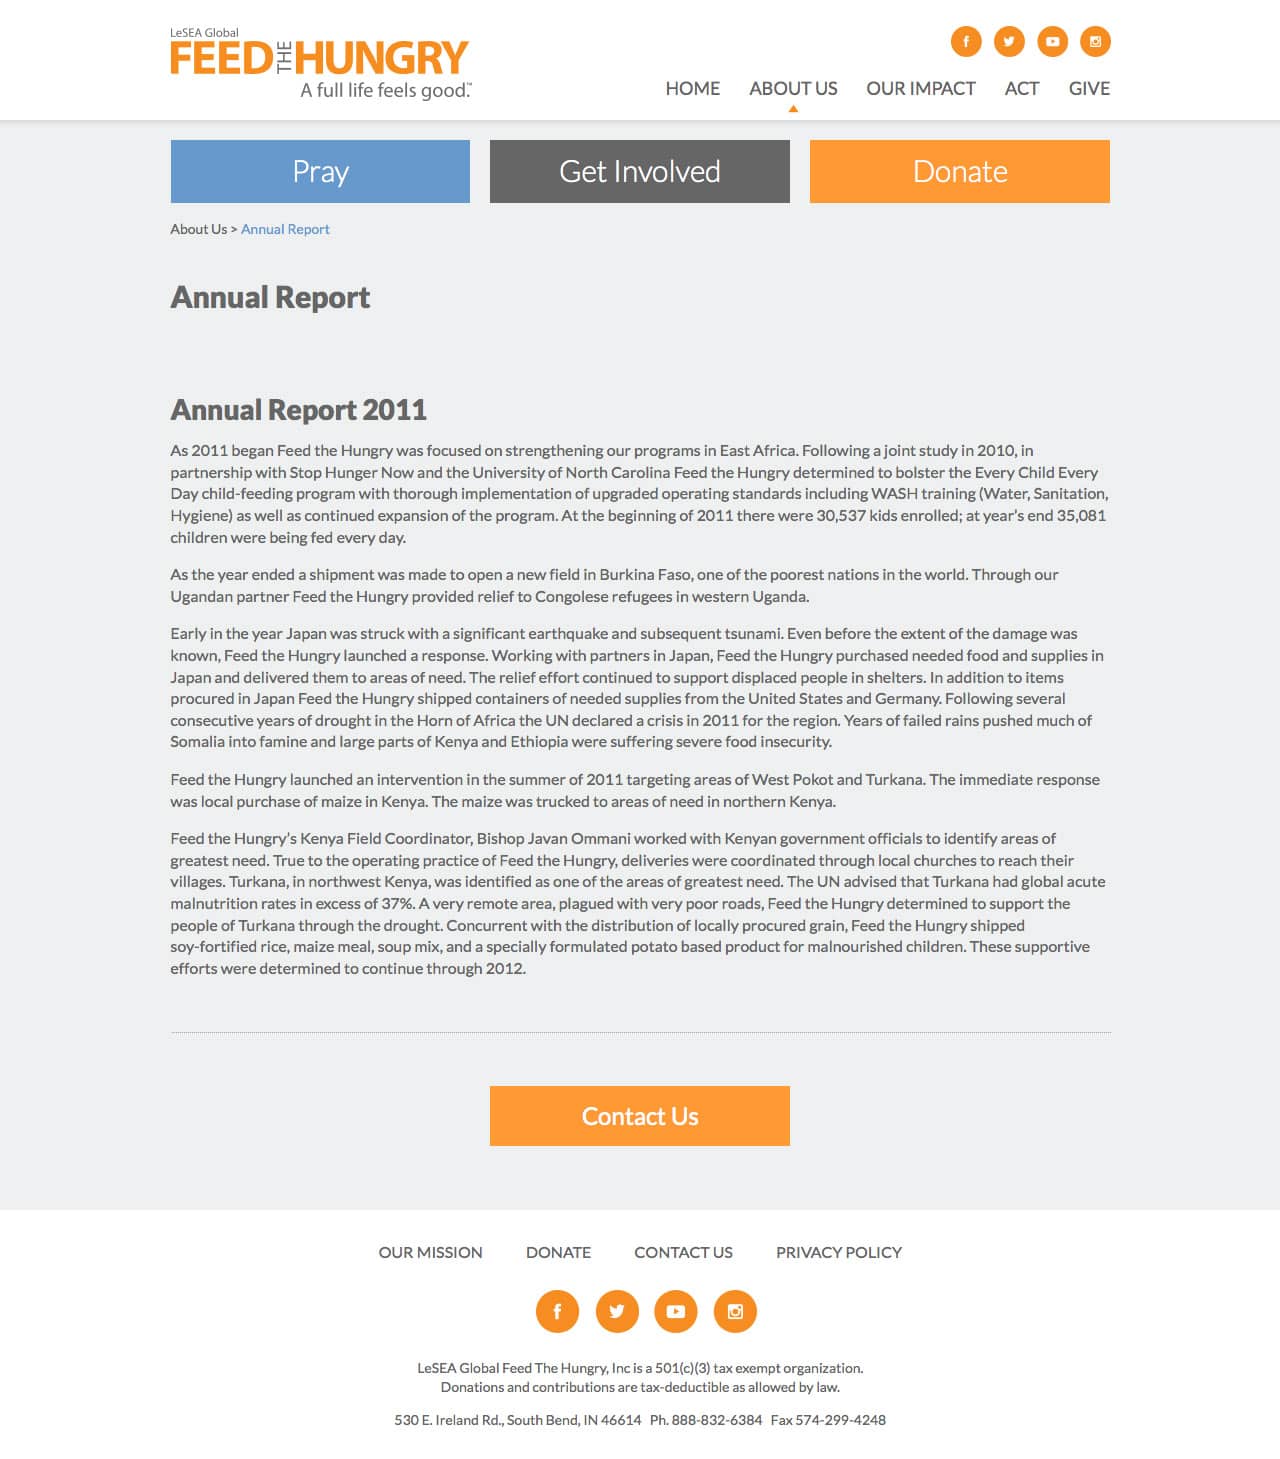 LeSEA Global
FEED THE HUNGRY
A full life feels good.™
HOME ABOUT US OUR IMPACT ACT GIVE
Pray Get Involved Donate
About Us > Annual Report
Annual Report
Annual Report 2011
As 2011 began Feed the Hungry was focused on strengthening our programs in East Africa. Following a joint study in 2010, in
partnership with Stop Hunger Now and the University of North Carolina Feed the Hungry determined to bolster the Every Child Every
Day child-feeding program with thorough implementation of upgraded operating standards including WASH training (Water, Sanitation,
Hygiene) as well as continued expansion of the program. At the beginning of 2011 there were 30,537 kids enrolled; at year’s end 35,081
children were being fed every day.
As the year ended a shipment was made to open a new field in Burkina Faso, one of the poorest nations in the world. Through our
Ugandan partner Feed the Hungry provided relief to Congolese refugees in western Uganda.
Early in the year Japan was struck with a significant earthquake and subsequent tsunami. Even before the extent of the damage was
known, Feed the Hungry launched a response. Working with partners in Japan, Feed the Hungry purchased needed food and supplies in
Japan and delivered them to areas of need. The relief effort continued to support displaced people in shelters. In addition to items
procured in Japan Feed the Hungry shipped containers of needed supplies from the United States and Germany. Following several
consecutive years of drought in the Horn of Africa the UN declared a crisis in 2011 for the region. Years of failed rains pushed much of
Somalia into famine and large parts of Kenya and Ethiopia were suffering severe food insecurity.
Feed the Hungry launched an intervention in the summer of 2011 targeting areas of West Pokot and Turkana. The immediate response
was local purchase of maize in Kenya. The maize was trucked to areas of need in northern Kenya.
Feed the Hungry’s Kenya Field Coordinator, Bishop Javan Ommani worked with Kenyan government officials to identify areas of
greatest need. True to the operating practice of Feed the Hungry, deliveries were coordinated through local churches to reach their
villages. Turkana, in northwest Kenya, was identified as one of the areas of greatest need. The UN advised that Turkana had global acute
malnutrition rates in excess of 37%. A very remote area, plagued with very poor roads, Feed the Hungry determined to support the
people of Turkana through the drought. Concurrent with the distribution of locally procured grain, Feed the Hungry shipped
soy-fortified rice, maize meal, soup mix, and a specially formulated potato based product for malnourished children. These supportive
efforts were determined to continue through 2012.
Contact Us
OUR MISSION DONATE CONTACT US PRIVACY POLICY
LeSEA Global Feed The Hungry, Inc is a 501(c)(3) tax exempt organization.
Donations and contributions are tax-deductible as allowed by law.
530 E. Ireland Rd., South Bend, IN 46614 Ph. 888-832-6384 Fax 574-299-4248